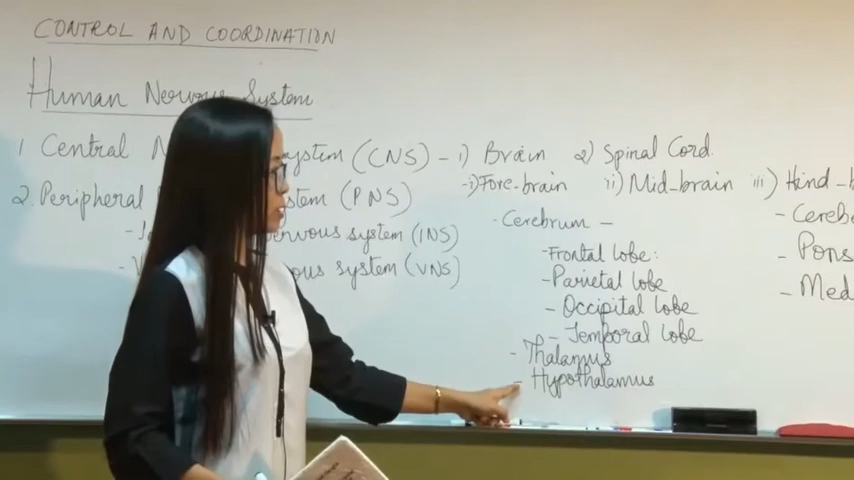 CONTROL AND COORDINATION
Human Nervous System
1 Central ystem (CNS) - i) Brain 2) Spinal Cord.
2. Peripheral stem (PNS) -i) Fore-brain ii) Mid-brain iii) Hind-b
- ervous system (INS) - Cerebrum - - Cereb
- ous system (VNS) - Frontal lobe: - Pons
- Parietal lobe - Med
- Occipital lobe
- Temporal lobe
- Thalamus
- Hypothalamus